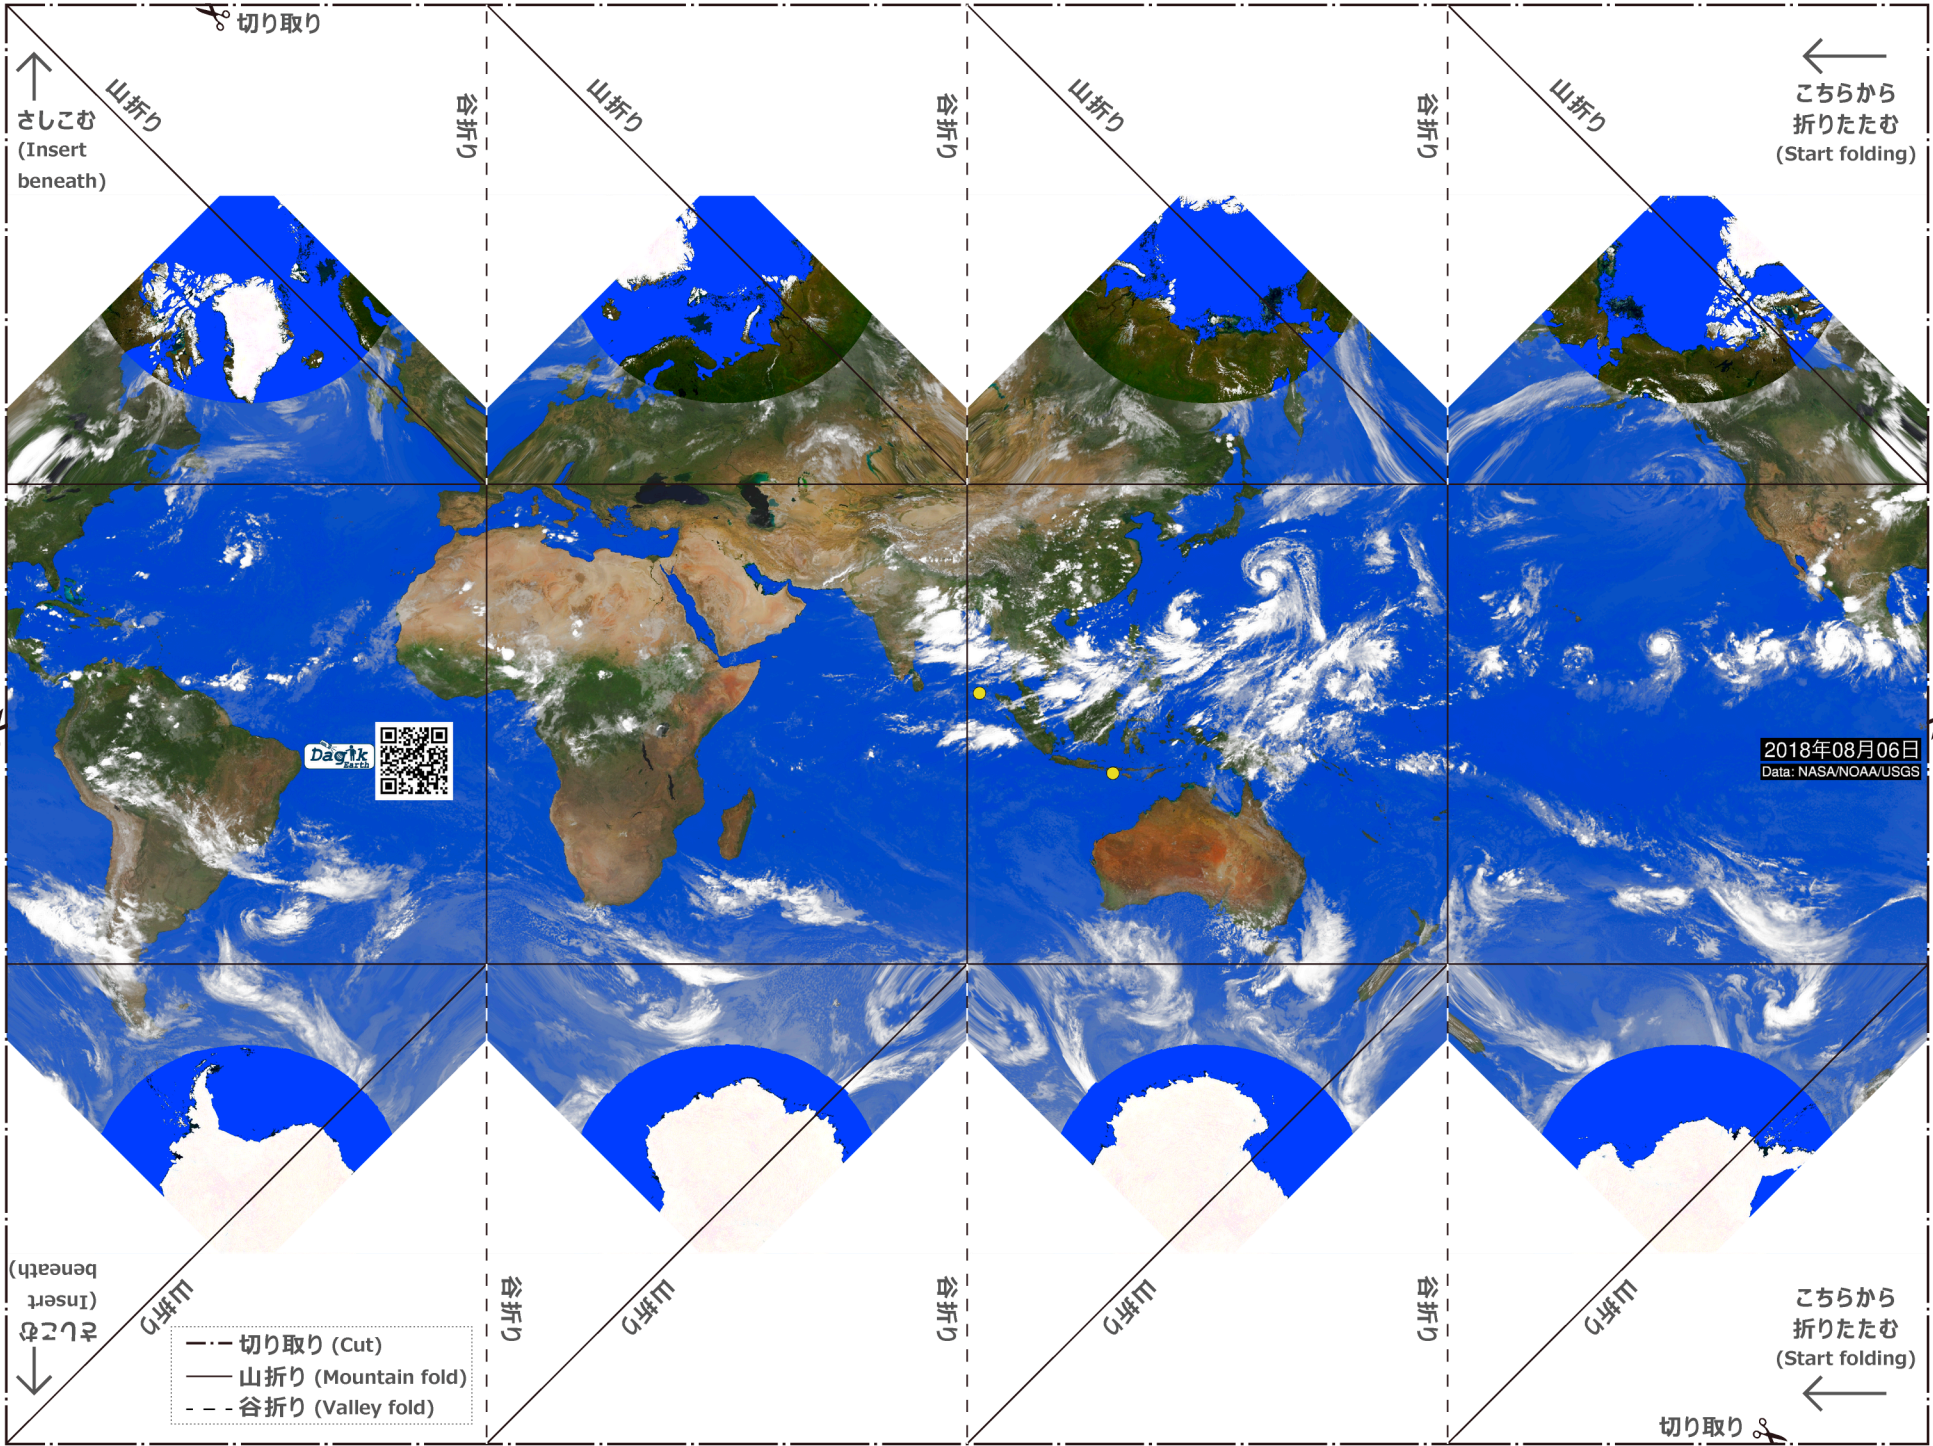 切り取り
山折り
谷折り
山折り
谷折り
山折り
谷折り
山折り
さしこむ
(Insert
beneath)
こちらから
折りたたむ
(Start folding)
Dagik
Earth
2018年08月06日
Data: NASA/NOAA/USGS
さしこむ
(Insert
beneath)
山折り
谷折り
山折り
谷折り
山折り
谷折り
山折り
こちらから
折りたたむ
(Start folding)
切り取り (Cut)
山折り (Mountain fold)
谷折り (Valley fold)
切り取り